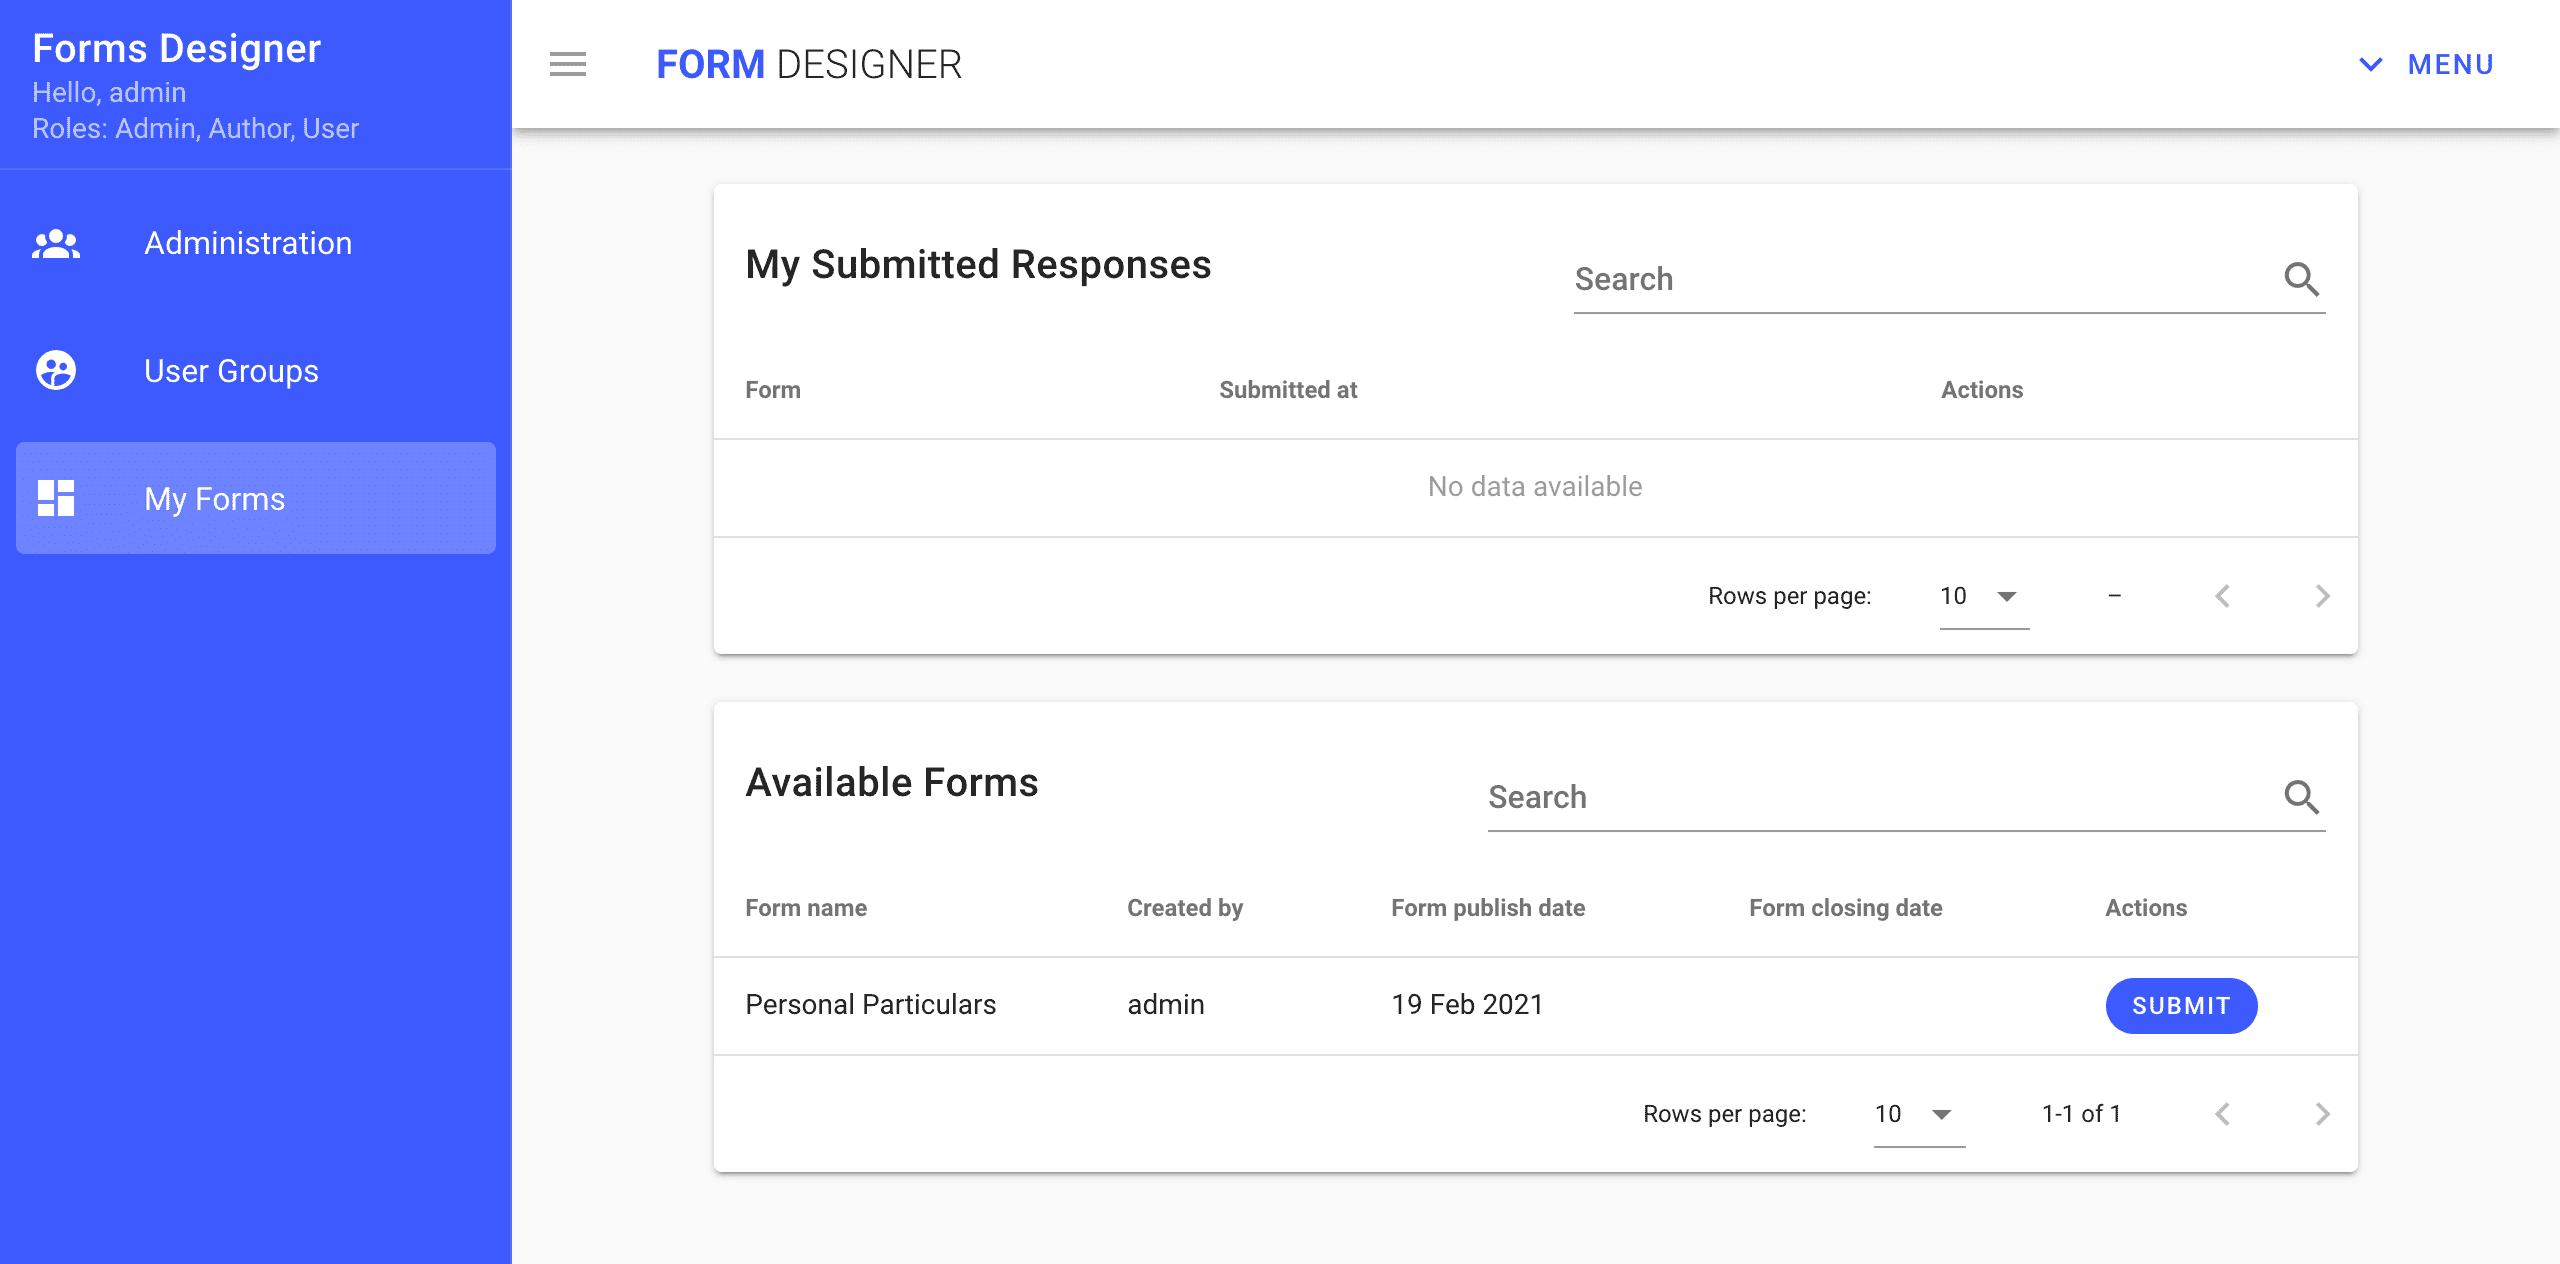 Forms Designer
Hello, admin
Roles: Admin, Author, User
Administration
User Groups
My Forms
FORM DESIGNER
MENU
My Submitted Responses
Search
Form Submitted at Actions
No data available
Rows per page: 10 –
Available Forms
Search
Form name Created by Form publish date Form closing date Actions
Personal Particulars admin 19 Feb 2021 SUBMIT
Rows per page: 10 1-1 of 1